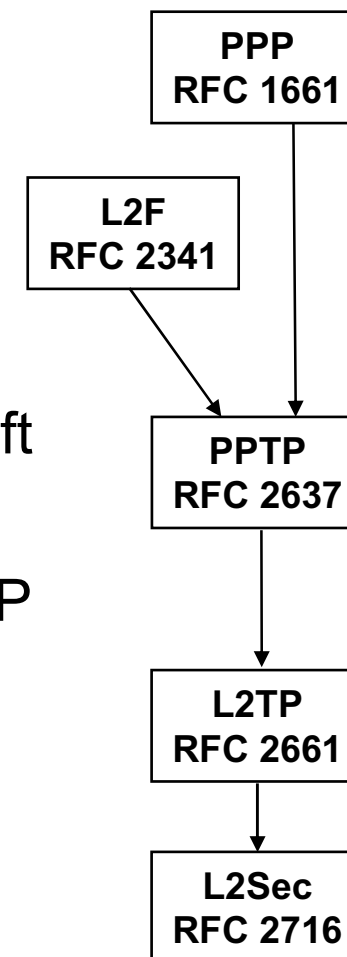 PPP
RFC 1661
L2F
RFC 2341
ft
PPTP
RFC 2637
P
L2TP
RFC 2661
L2Sec
RFC 2716